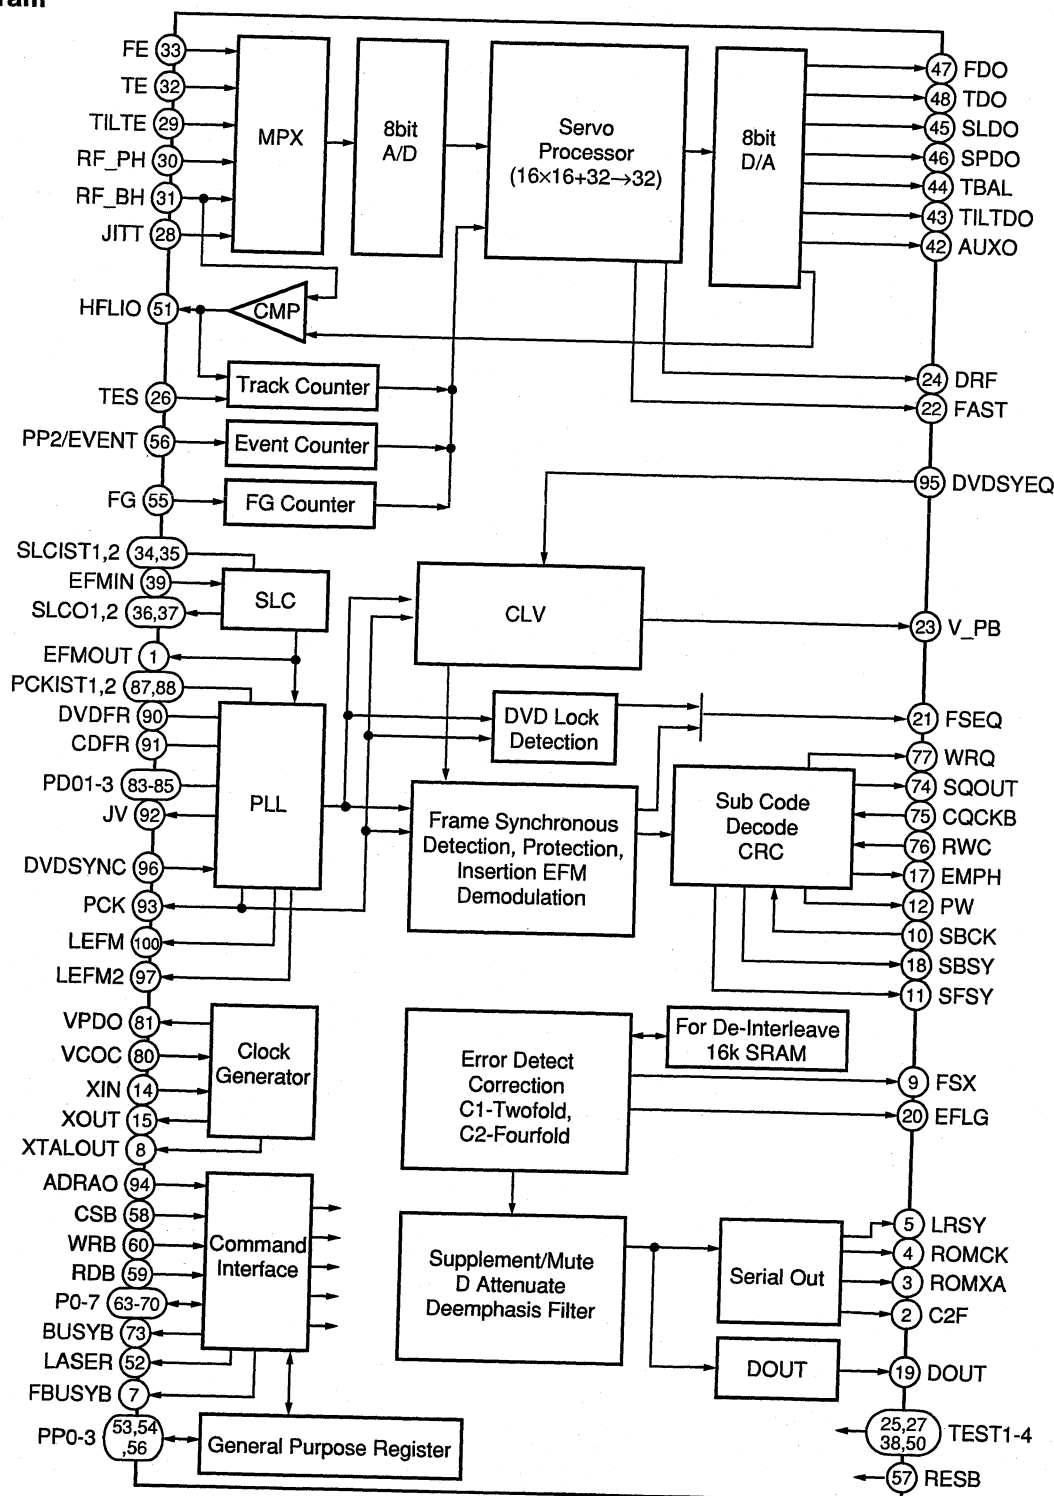 ram
FE 33
TE 32
TILTE 29
RF_PH 30
RF_BH 31
JITT 28
MPX
8bit
A/D
Servo
Processor
(16×16+32→32)
8bit
D/A
47 FDO
48 TDO
45 SLDO
46 SPDO
44 TBAL
43 TILTDO
42 AUXO
HFLIO 51
CMP
TES 26
Track Counter
PP2/EVENT 56
Event Counter
FG 55
FG Counter
24 DRF
22 FAST
95 DVDSYEQ
SLCIST1,2 34,35
EFMIN 39
SLCO1,2 36,37
SLC
CLV
23 V_PB
EFMOUT 1
PCKIST1,2 87,88
DVDFR 90
CDFR 91
PD01-3 83-85
JV 92
DVDSYNC 96
PCK 93
LEFM 100
LEFM2 97
PLL
DVD Lock
Detection
Frame Synchronous
Detection, Protection,
Insertion EFM
Demodulation
Sub Code
Decode
CRC
21 FSEQ
77 WRQ
74 SQOUT
75 CQCKB
76 RWC
17 EMPH
12 PW
10 SBCK
18 SBSY
11 SFSY
VPDO 81
VCOC 80
XIN 14
XOUT 15
XTALOUT 8
Clock
Generator
Error Detect
Correction
C1-Twofold,
C2-Fourfold
For De-Interleave
16k SRAM
9 FSX
20 EFLG
ADRAO 94
CSB 58
WRB 60
RDB 59
P0-7 63-70
BUSYB 73
LASER 52
FBUSYB 7
PP0-3 53,54
,56
Command
Interface
General Purpose Register
Supplement/Mute
D Attenuate
Deemphasis Filter
Serial Out
DOUT
5 LRSY
4 ROMCK
3 ROMXA
2 C2F
19 DOUT
25,27
38,50 TEST1-4
57 RESB